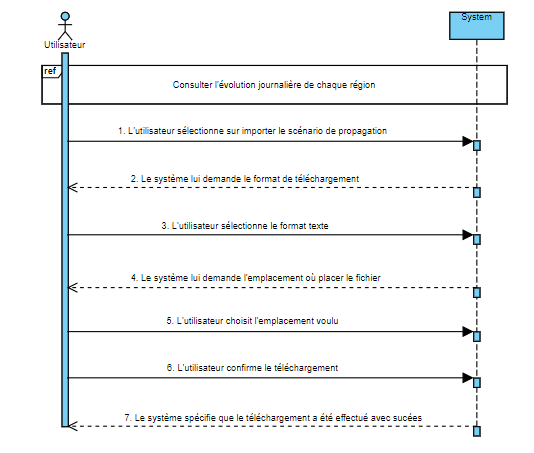 System
Utilisateur
ref
Consulter l'évolution journalière de chaque région
1. L'utilisateur sélectionne sur importer le scénario de propagation
2. Le système lui demande le format de téléchargement
3. L'utilisateur sélectionne le format texte
4. Le système lui demande l'emplacement où placer le fichier
5. L'utilisateur choisit l'emplacement voulu
6. L'utilisateur confirme le téléchargement
7. Le système spécifie que le téléchargement a été effectué avec sucées